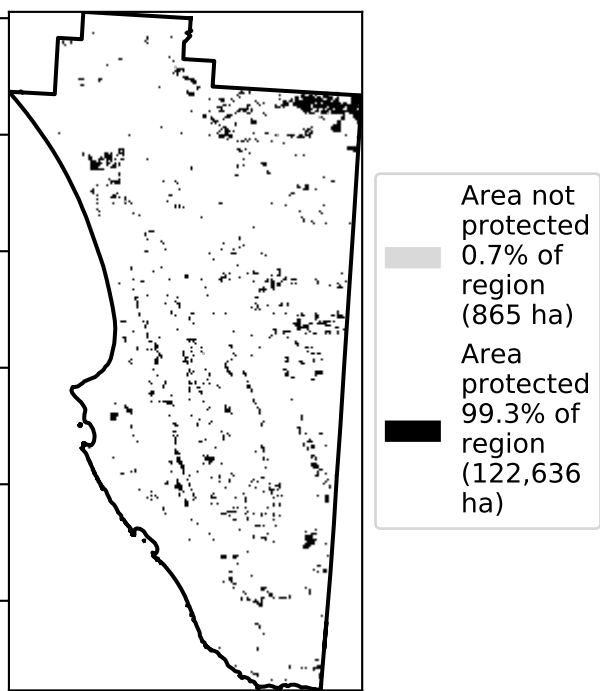 Area not
protected
0.7% of
region
(865 ha)
Area
protected
99.3% of
region
(122,636
ha)